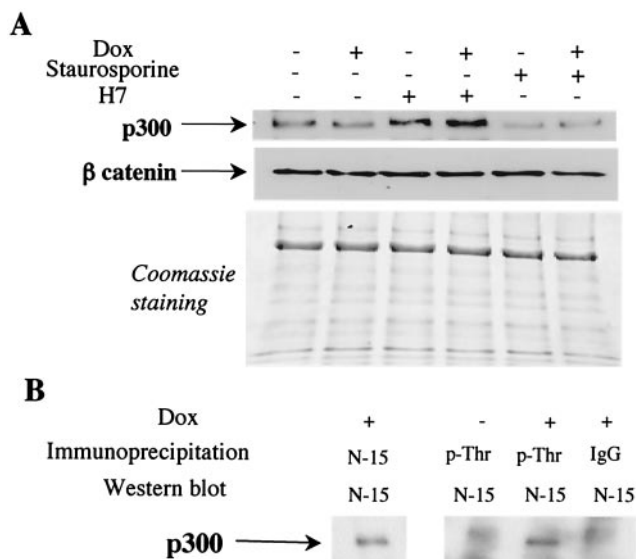 A
Dox - + - + - +
Staurosporine - - - - + +
H7 - - + + - -
p300
β catenin
Coomassie
staining
B
Dox + - + +
Immunoprecipitation N-15 p-Thr p-Thr IgG
Western blot N-15 N-15 N-15 N-15
p300